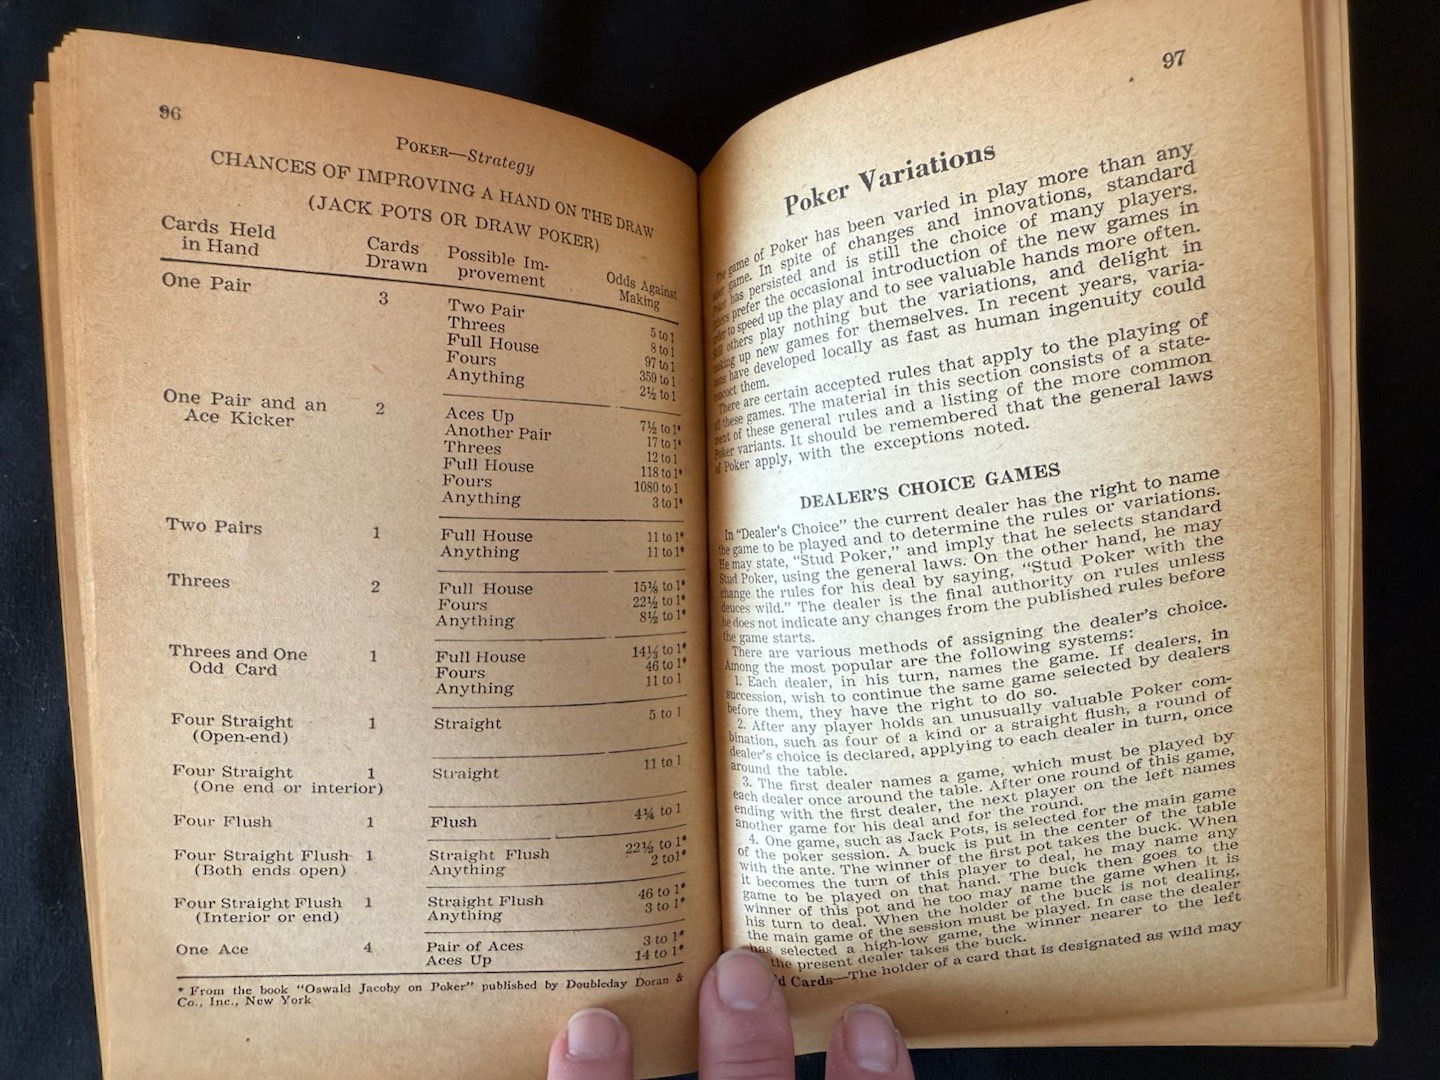 96
POKER—Strategy
CHANCES OF IMPROVING A HAND ON THE DRAW
(JACK POTS OR DRAW POKER)
Cards Held in Hand Cards Drawn Possible Im-provement Odds Against Making
One Pair 3 Two Pair 5 to 1
Threes 8 to 1
Full House 97 to 1
Fours 359 to 1
Anything 2½ to 1
One Pair and an Ace Kicker 2 Aces Up 7½ to 1*
Another Pair 17 to 1*
Threes 12 to 1
Full House 118 to 1*
Fours 1080 to 1
Anything 3 to 1*
Two Pairs 1 Full House 11 to 1*
Anything 11 to 1*
Threes 2 Full House 15½ to 1*
Fours 22½ to 1*
Anything 8½ to 1*
Threes and One Odd Card 1 Full House 14⅓ to 1*
Fours 46 to 1*
Anything 11 to 1
Four Straight (Open-end) 1 Straight 5 to 1
Four Straight (One end or interior) 1 Straight 11 to 1
Four Flush 1 Flush 4¼ to 1
Four Straight Flush (Both ends open) 1 Straight Flush 22½ to 1*
Anything 2 to1*
Four Straight Flush (Interior or end) 1 Straight Flush 46 to 1*
Anything 3 to 1*
One Ace 4 Pair of Aces 3 to 1*
Aces Up 14 to 1*
* From the book "Oswald Jacoby on Poker" published by Doubleday Doran &
Co., Inc., New York
97
Poker Variations
The game of Poker has been varied in play more than any
other game. In spite of changes and innovations, standard
Poker has persisted and is still the choice of many players.
Others prefer the occasional introduction of the new games in
order to speed up the play and to see valuable hands more often.
Still others play nothing but the variations, and delight in
making up new games for themselves. In recent years, varia-
tions have developed locally as fast as human ingenuity could
concoct them.
There are certain accepted rules that apply to the playing of
all these games. The material in this section consists of a state-
ment of these general rules and a listing of the more common
Poker variants. It should be remembered that the general laws
of Poker apply, with the exceptions noted.
DEALER'S CHOICE GAMES
In "Dealer's Choice" the current dealer has the right to name
the game to be played and to determine the rules or variations.
He may state, "Stud Poker," and imply that he selects standard
Stud Poker, using the general laws. On the other hand, he may
change the rules for his deal by saying, "Stud Poker with the
deuces wild." The dealer is the final authority on rules unless
he does not indicate any changes from the published rules before
the game starts.
There are various methods of assigning the dealer's choice.
Among the most popular are the following systems:
1. Each dealer, in his turn, names the game. If dealers, in
succession, wish to continue the same game selected by dealers
before them, they have the right to do so.
2. After any player holds an unusually valuable Poker com-
bination, such as four of a kind or a straight flush, a round of
dealer's choice is declared, applying to each dealer in turn, once
around the table.
3. The first dealer names a game, which must be played by
each dealer once around the table. After one round of this game,
ending with the first dealer, the next player on the left names
another game for his deal and for the round.
4. One game, such as Jack Pots, is selected for the main game
of the poker session. A buck is put in the center of the table
with the ante. The winner of the first pot takes the buck. When
it becomes the turn of this player to deal, he may name any
game to be played on that hand. The buck then goes to the
winner of this pot and he too may name the game when it is
his turn to deal. When the holder of the buck is not dealing,
the main game of the session must be played. In case the dealer
has selected a high-low game, the winner nearer to the left
the present dealer takes the buck.
Cards—The holder of a card that is designated as wild may